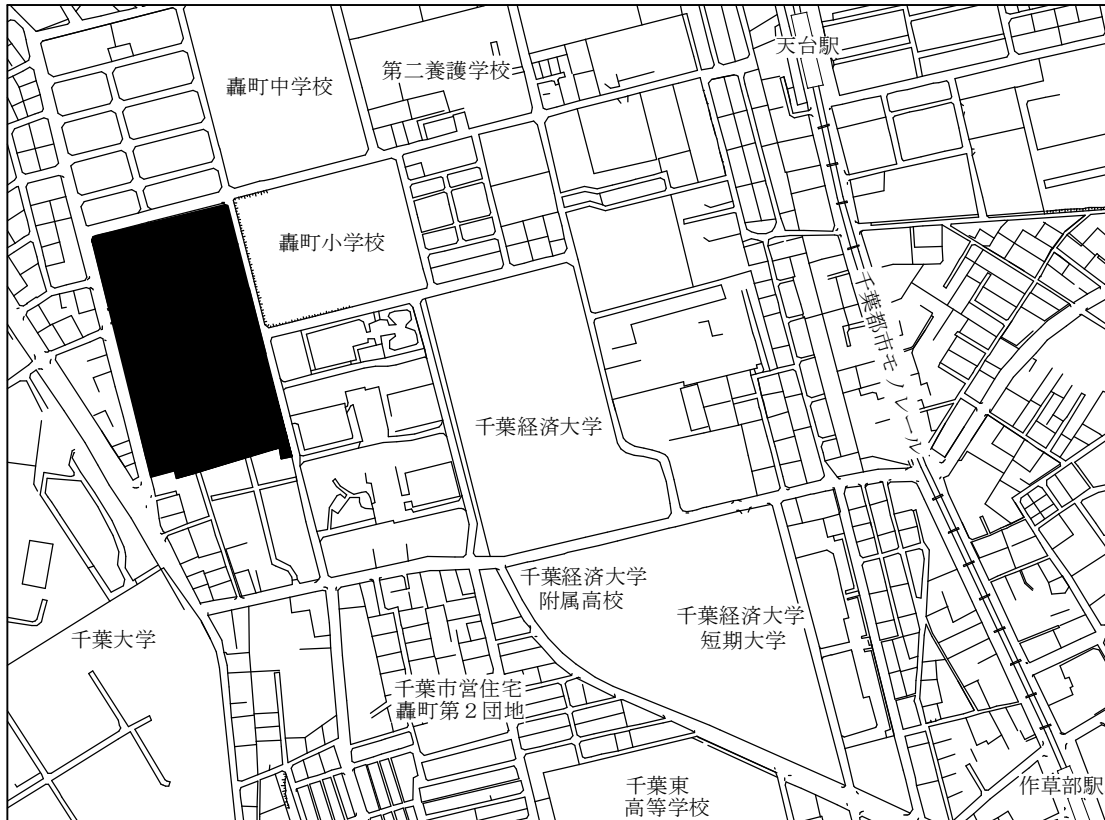 天台駅
第二養護学校
轟町中学校
轟町小学校
千葉都市モノレール
千葉経済大学
千葉経済大学
附属高校
千葉経済大学
短期大学
千葉大学
千葉市営住宅
轟町第２団地
千葉東
高等学校
作草部駅